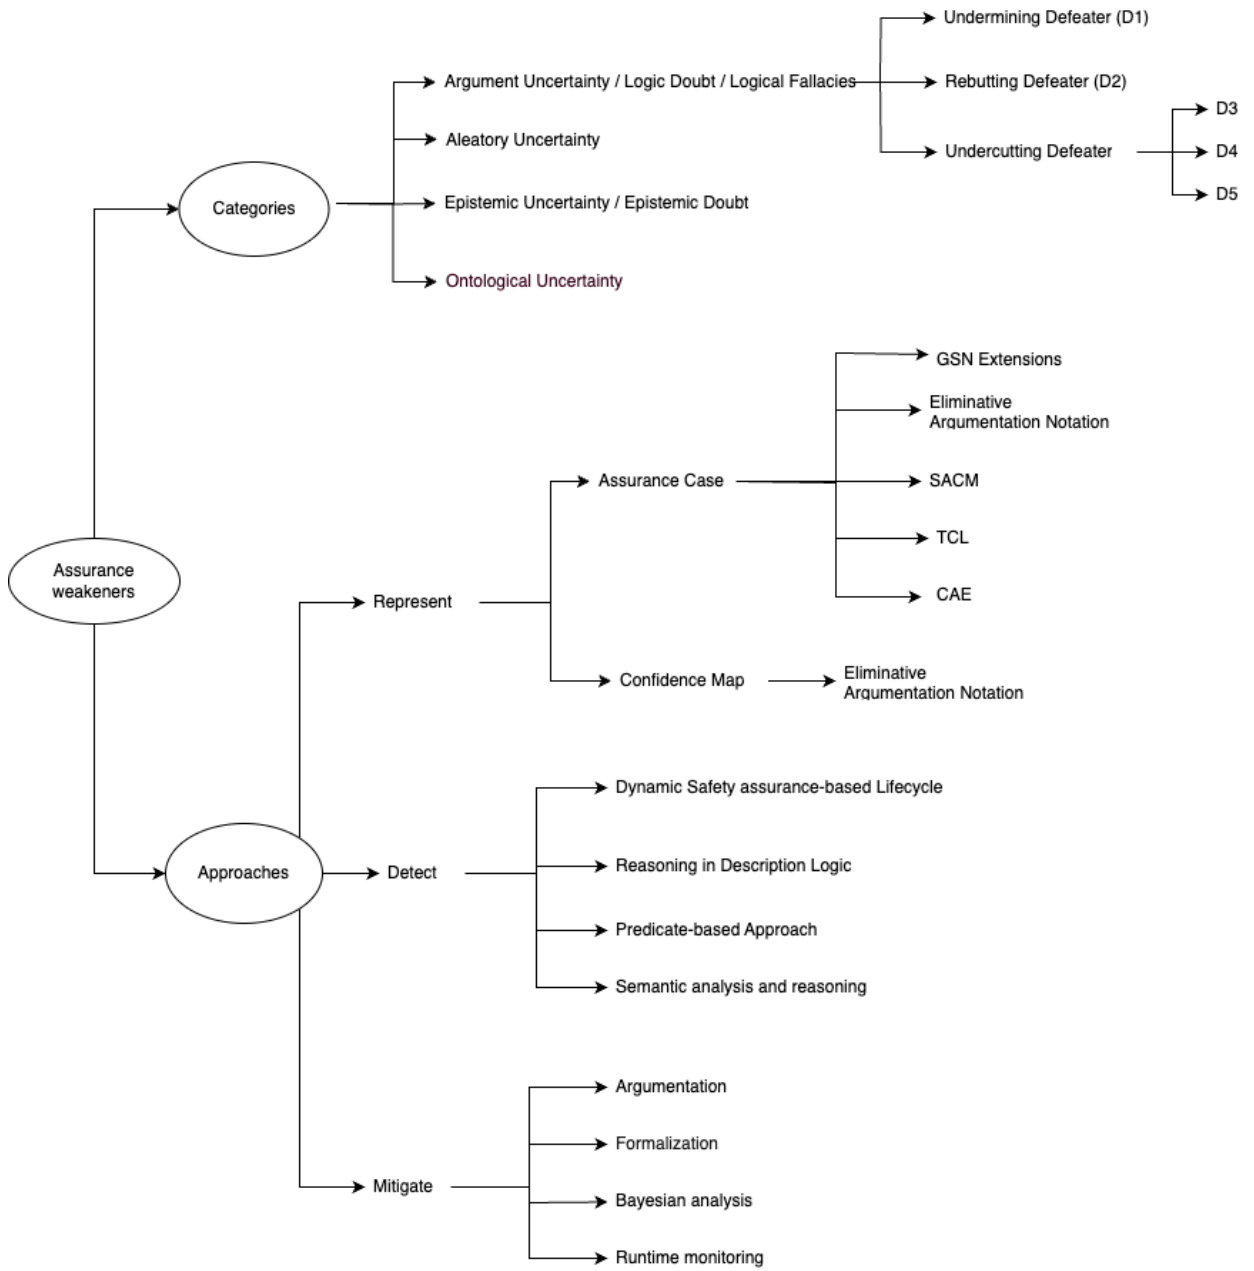 Undermining Defeater (D1)
Argument Uncertainty / Logic Doubt / Logical Fallacies
Rebutting Defeater (D2)
D3
Aleatory Uncertainty
Undercutting Defeater
D4
D5
Categories
Epistemic Uncertainty / Epistemic Doubt
Ontological Uncertainty
GSN Extensions
Eliminative
Argumentation Notation
Assurance Case
SACM
TCL
Assurance
weakeners
CAE
Represent
Confidence Map
Eliminative
Argumentation Notation
Dynamic Safety assurance-based Lifecycle
Reasoning in Description Logic
Approaches
Detect
Predicate-based Approach
Semantic analysis and reasoning
Argumentation
Formalization
Mitigate
Bayesian analysis
Runtime monitoring